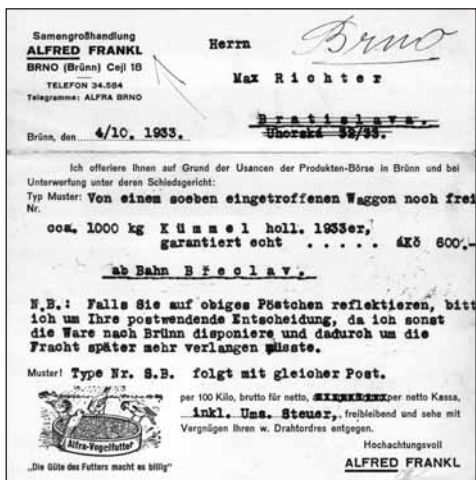 Samengroßhandlung
ALFRED FRANKL
BRNO (Brünn) Cejl 18
TELEFON 34.584
Telegramme: ALFRA BRNO
Herrn
Brno
Max Richter
Bratislava.
Uhorská 32/33.
Brünn, den 4/10. 1933.
Ich offeriere Ihnen auf Grund der Usancen der Produkten-Börse in Brünn und bei
Unterwerfung unter deren Schiedsgericht:
Typ Muster: Von einem soeben eingetroffenen Waggon noch frei
Nr.
cca. 1000 kg Kümmel holl. 1933er,
garantiert echt . . . . . áKč 600.-
ab Bahn Břeclav.
N.B.: Falls Sie auf obiges Pöstchen reflektieren, bitt
ich um Ihre postwendende Entscheidung, da ich sonst
die Ware nach Brünn disponiere und dadurch um die
Fracht später mehr verlangen müsste.
Muster! Type Nr. S.B. folgt mit gleicher Post.
per 100 Kilo, brutto für netto, per netto Kassa,
inkl. Ums. Steuer, freibleibend und sehe mit
Vergnügen Ihren w. Drahtordres entgegen.
Alfra-Vogelfutter
Hochachtungsvoll
„Die Güte des Futters macht es billig"
ALFRED FRANKL